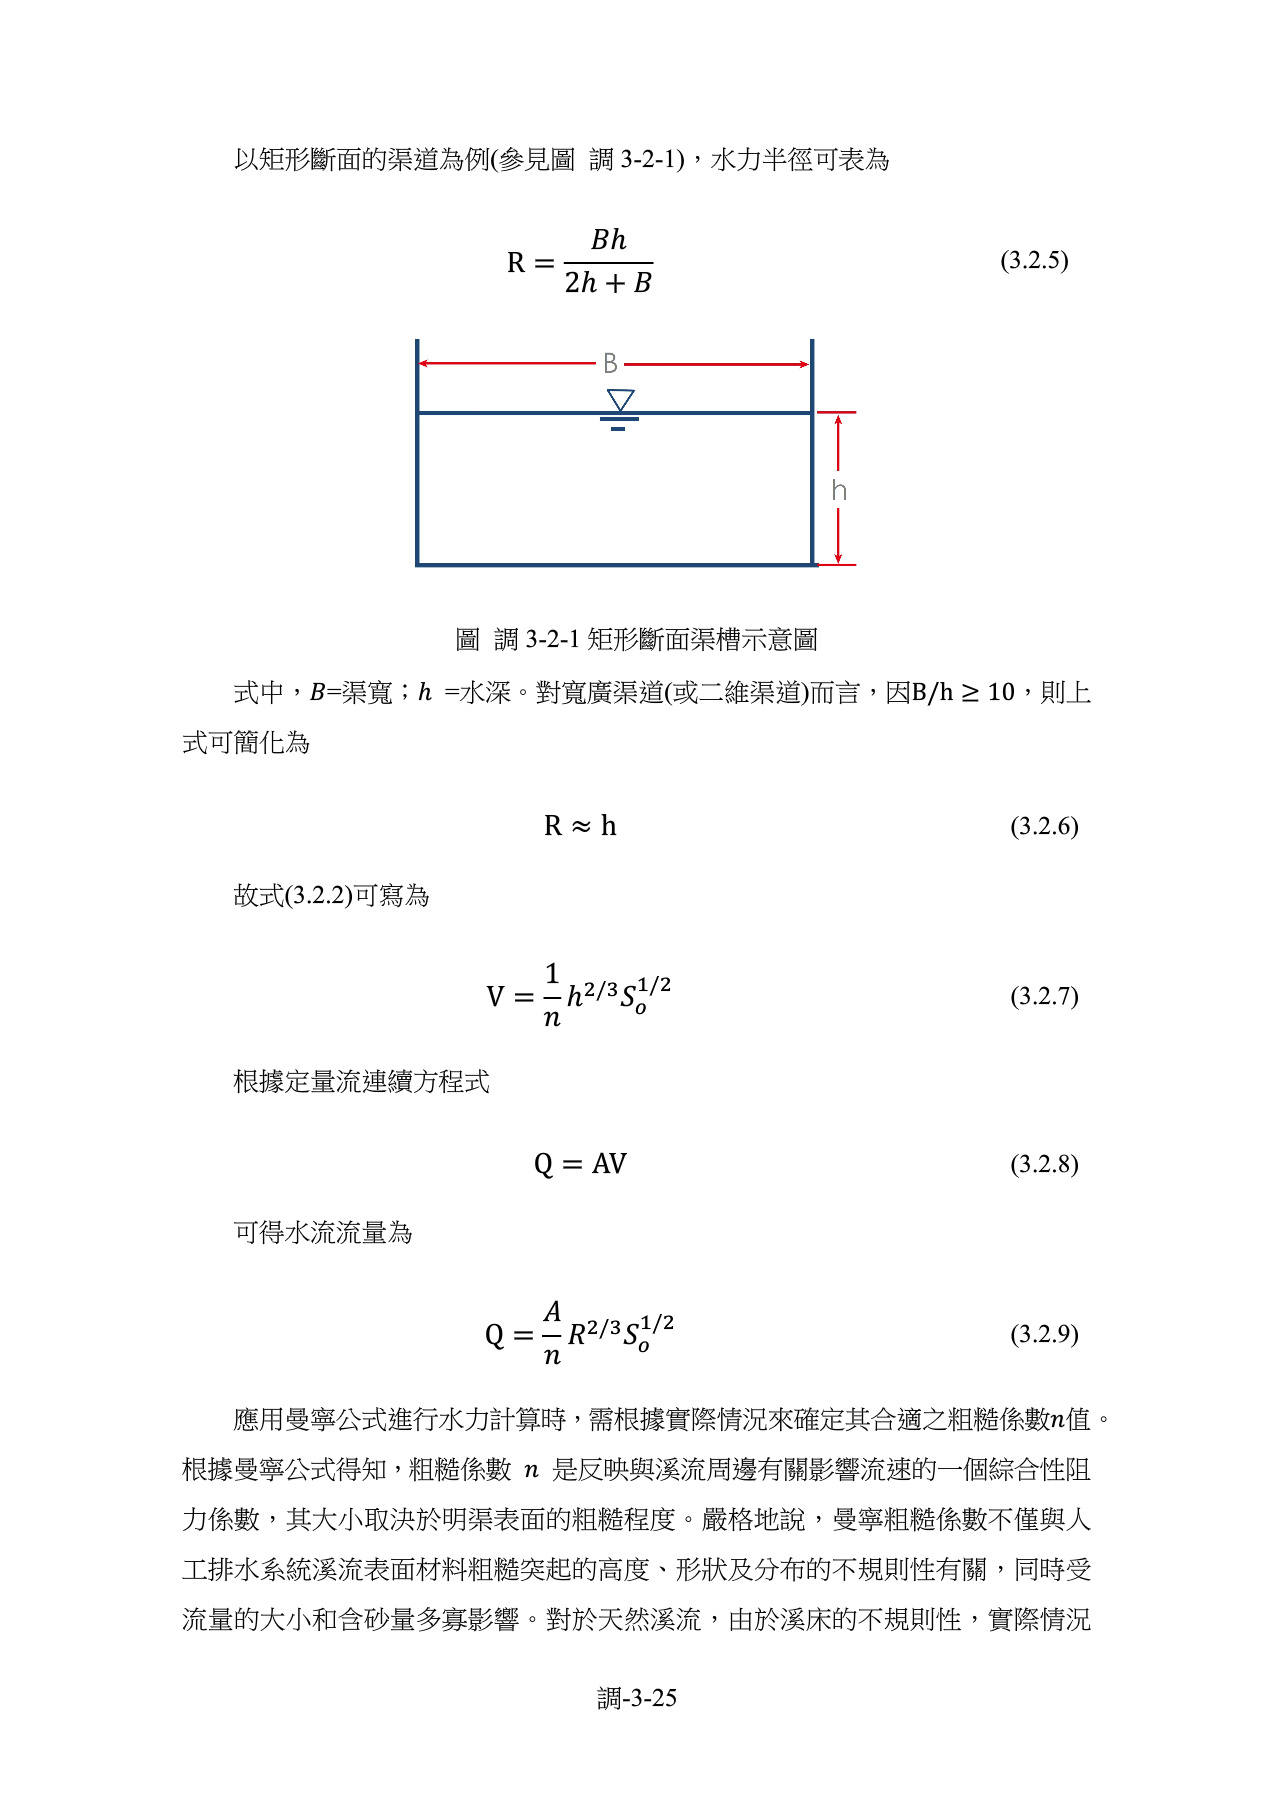 以矩形斷面的渠道為例(參見圖 調 3-2-1)，水力半徑可表為
R = Bh / (2h + B) (3.2.5)
B
h
圖 調 3-2-1 矩形斷面渠槽示意圖
式中，B=渠寬；h =水深。對寬廣渠道(或二維渠道)而言，因B/h ≥ 10，則上
式可簡化為
R ≈ h (3.2.6)
故式(3.2.2)可寫為
V = 1/n h^{2/3} S_o^{1/2} (3.2.7)
根據定量流連續方程式
Q = AV (3.2.8)
可得水流流量為
Q = A/n R^{2/3} S_o^{1/2} (3.2.9)
應用曼寧公式進行水力計算時，需根據實際情況來確定其合適之粗糙係數n值。
根據曼寧公式得知，粗糙係數 n 是反映與溪流周邊有關影響流速的一個綜合性阻
力係數，其大小取決於明渠表面的粗糙程度。嚴格地說，曼寧粗糙係數不僅與人
工排水系統溪流表面材料粗糙突起的高度、形狀及分布的不規則性有關，同時受
流量的大小和含砂量多寡影響。對於天然溪流，由於溪床的不規則性，實際情況
調-3-25